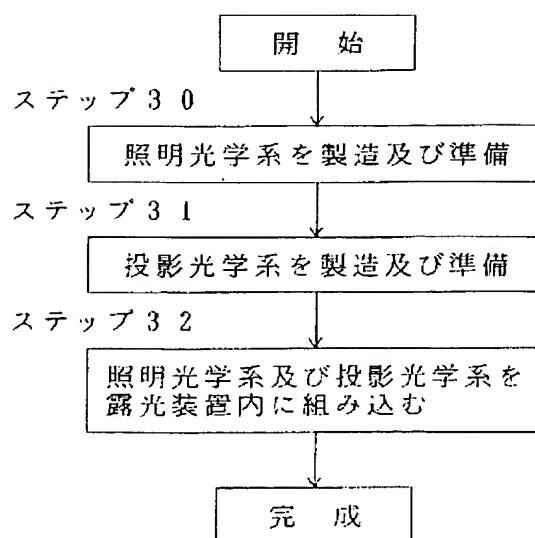 開 始
ステップ30
照明光学系を製造及び準備
ステップ31
投影光学系を製造及び準備
ステップ32
照明光学系及び投影光学系を
露光装置内に組み込む
完 成